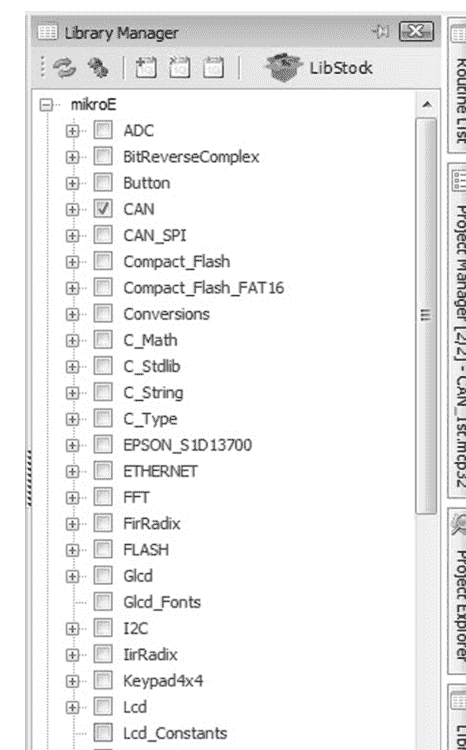 Library Manager
LibStock
mikroE
ADC
BitReverseComplex
Button
CAN
CAN_SPI
Compact_Flash
Compact_Flash_FAT16
Conversions
C_Math
C_Stdlib
C_String
C_Type
EPSON_S1D13700
ETHERNET
FFT
FirRadix
FLASH
Glcd
Glcd_Fonts
I2C
IirRadix
Keypad4x4
Lcd
Lcd_Constants
Routine List
Project Manager [2/2] - CAN_1st.mcp32
Project Explorer